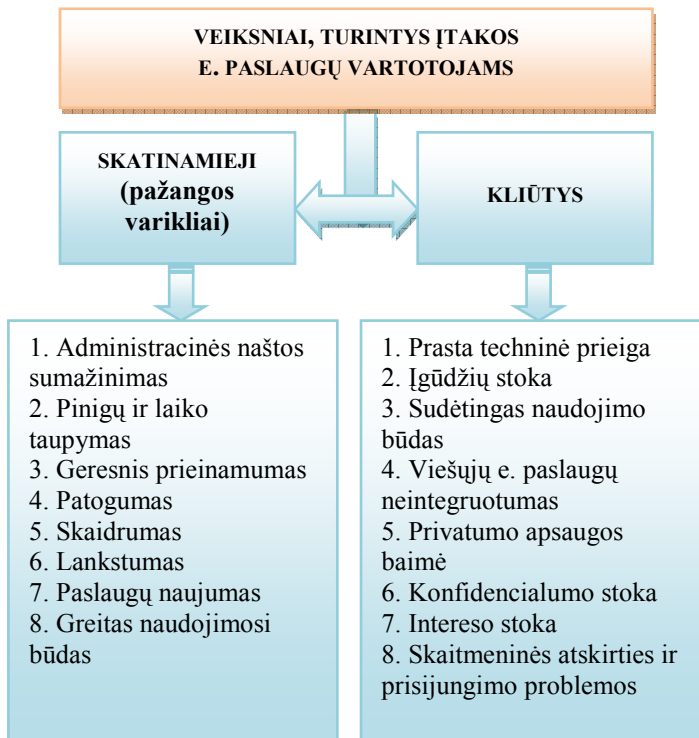 VEIKSNIAI, TURINTYS ĮTAKOS
E. PASLAUGŲ VARTOTOJAMS
SKATINAMIEJI
(pažangos
varikliai)
KLIŪTYS
1. Administracinės naštos
sumažinimas
2. Pinigų ir laiko
taupymas
3. Geresnis prieinamumas
4. Patogumas
5. Skaidrumas
6. Lankstumas
7. Paslaugų naujumas
8. Greitas naudojimosi
būdas
1. Prasta techninė prieiga
2. Įgūdžių stoka
3. Sudėtingas naudojimo
būdas
4. Viešųjų e. paslaugų
neintegruotumas
5. Privatumo apsaugos
baimė
6. Konfidencialumo stoka
7. Intereso stoka
8. Skaitmeninės atskirties ir
prisijungimo problemos